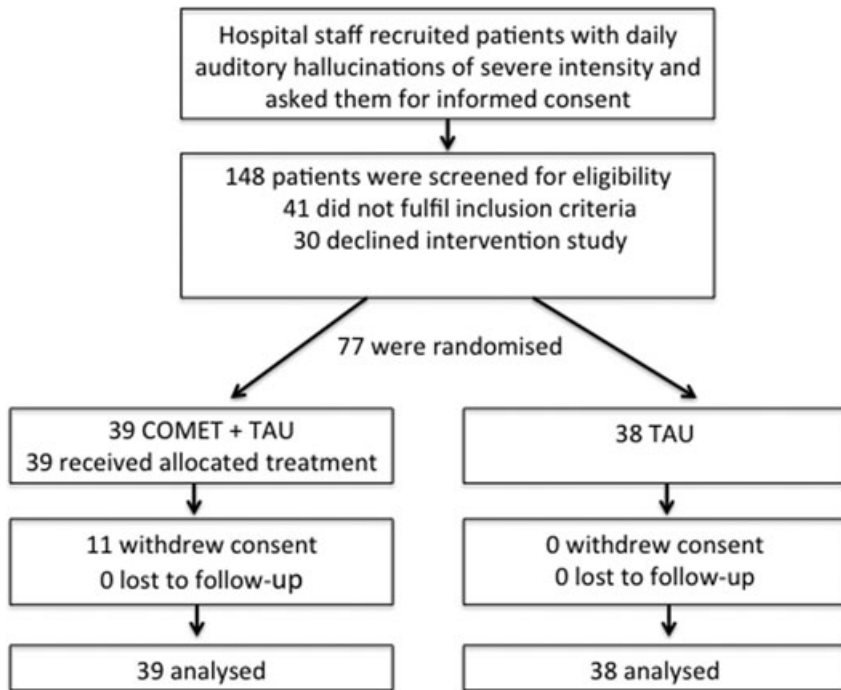 Hospital staff recruited patients with daily
auditory hallucinations of severe intensity and
asked them for informed consent
148 patients were screened for eligibility
41 did not fulfil inclusion criteria
30 declined intervention study
77 were randomised
39 COMET + TAU
39 received allocated treatment
38 TAU
11 withdrew consent
0 lost to follow-up
0 withdrew consent
0 lost to follow-up
39 analysed
38 analysed